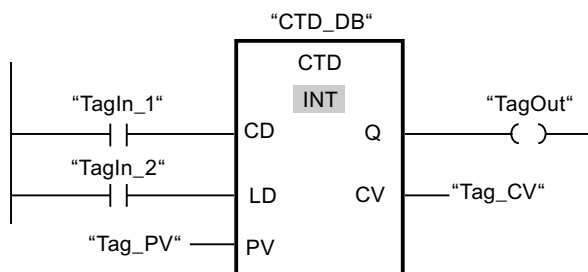 “CTD_DB“
CTD
INT
“TagIn_1“
“TagOut“
CD
Q
“TagIn_2“
LD
CV
“Tag_CV“
“Tag_PV“
PV